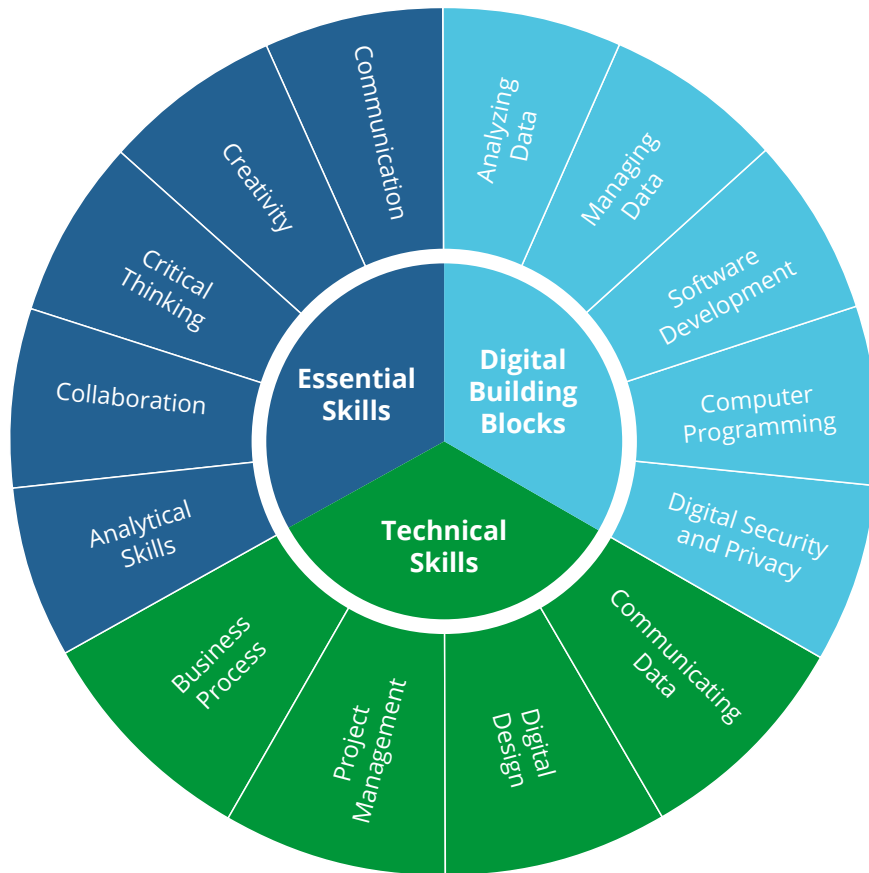 Essential
Skills
Digital
Building
Blocks
Technical
Skills
Analyzing
Data
Managing
Data
Software
Development
Computer
Programming
Digital Security
and Privacy
Communicating
Data
Digital
Design
Project
Management
Business
Process
Analytical
Skills
Collaboration
Critical
Thinking
Creativity
Communication